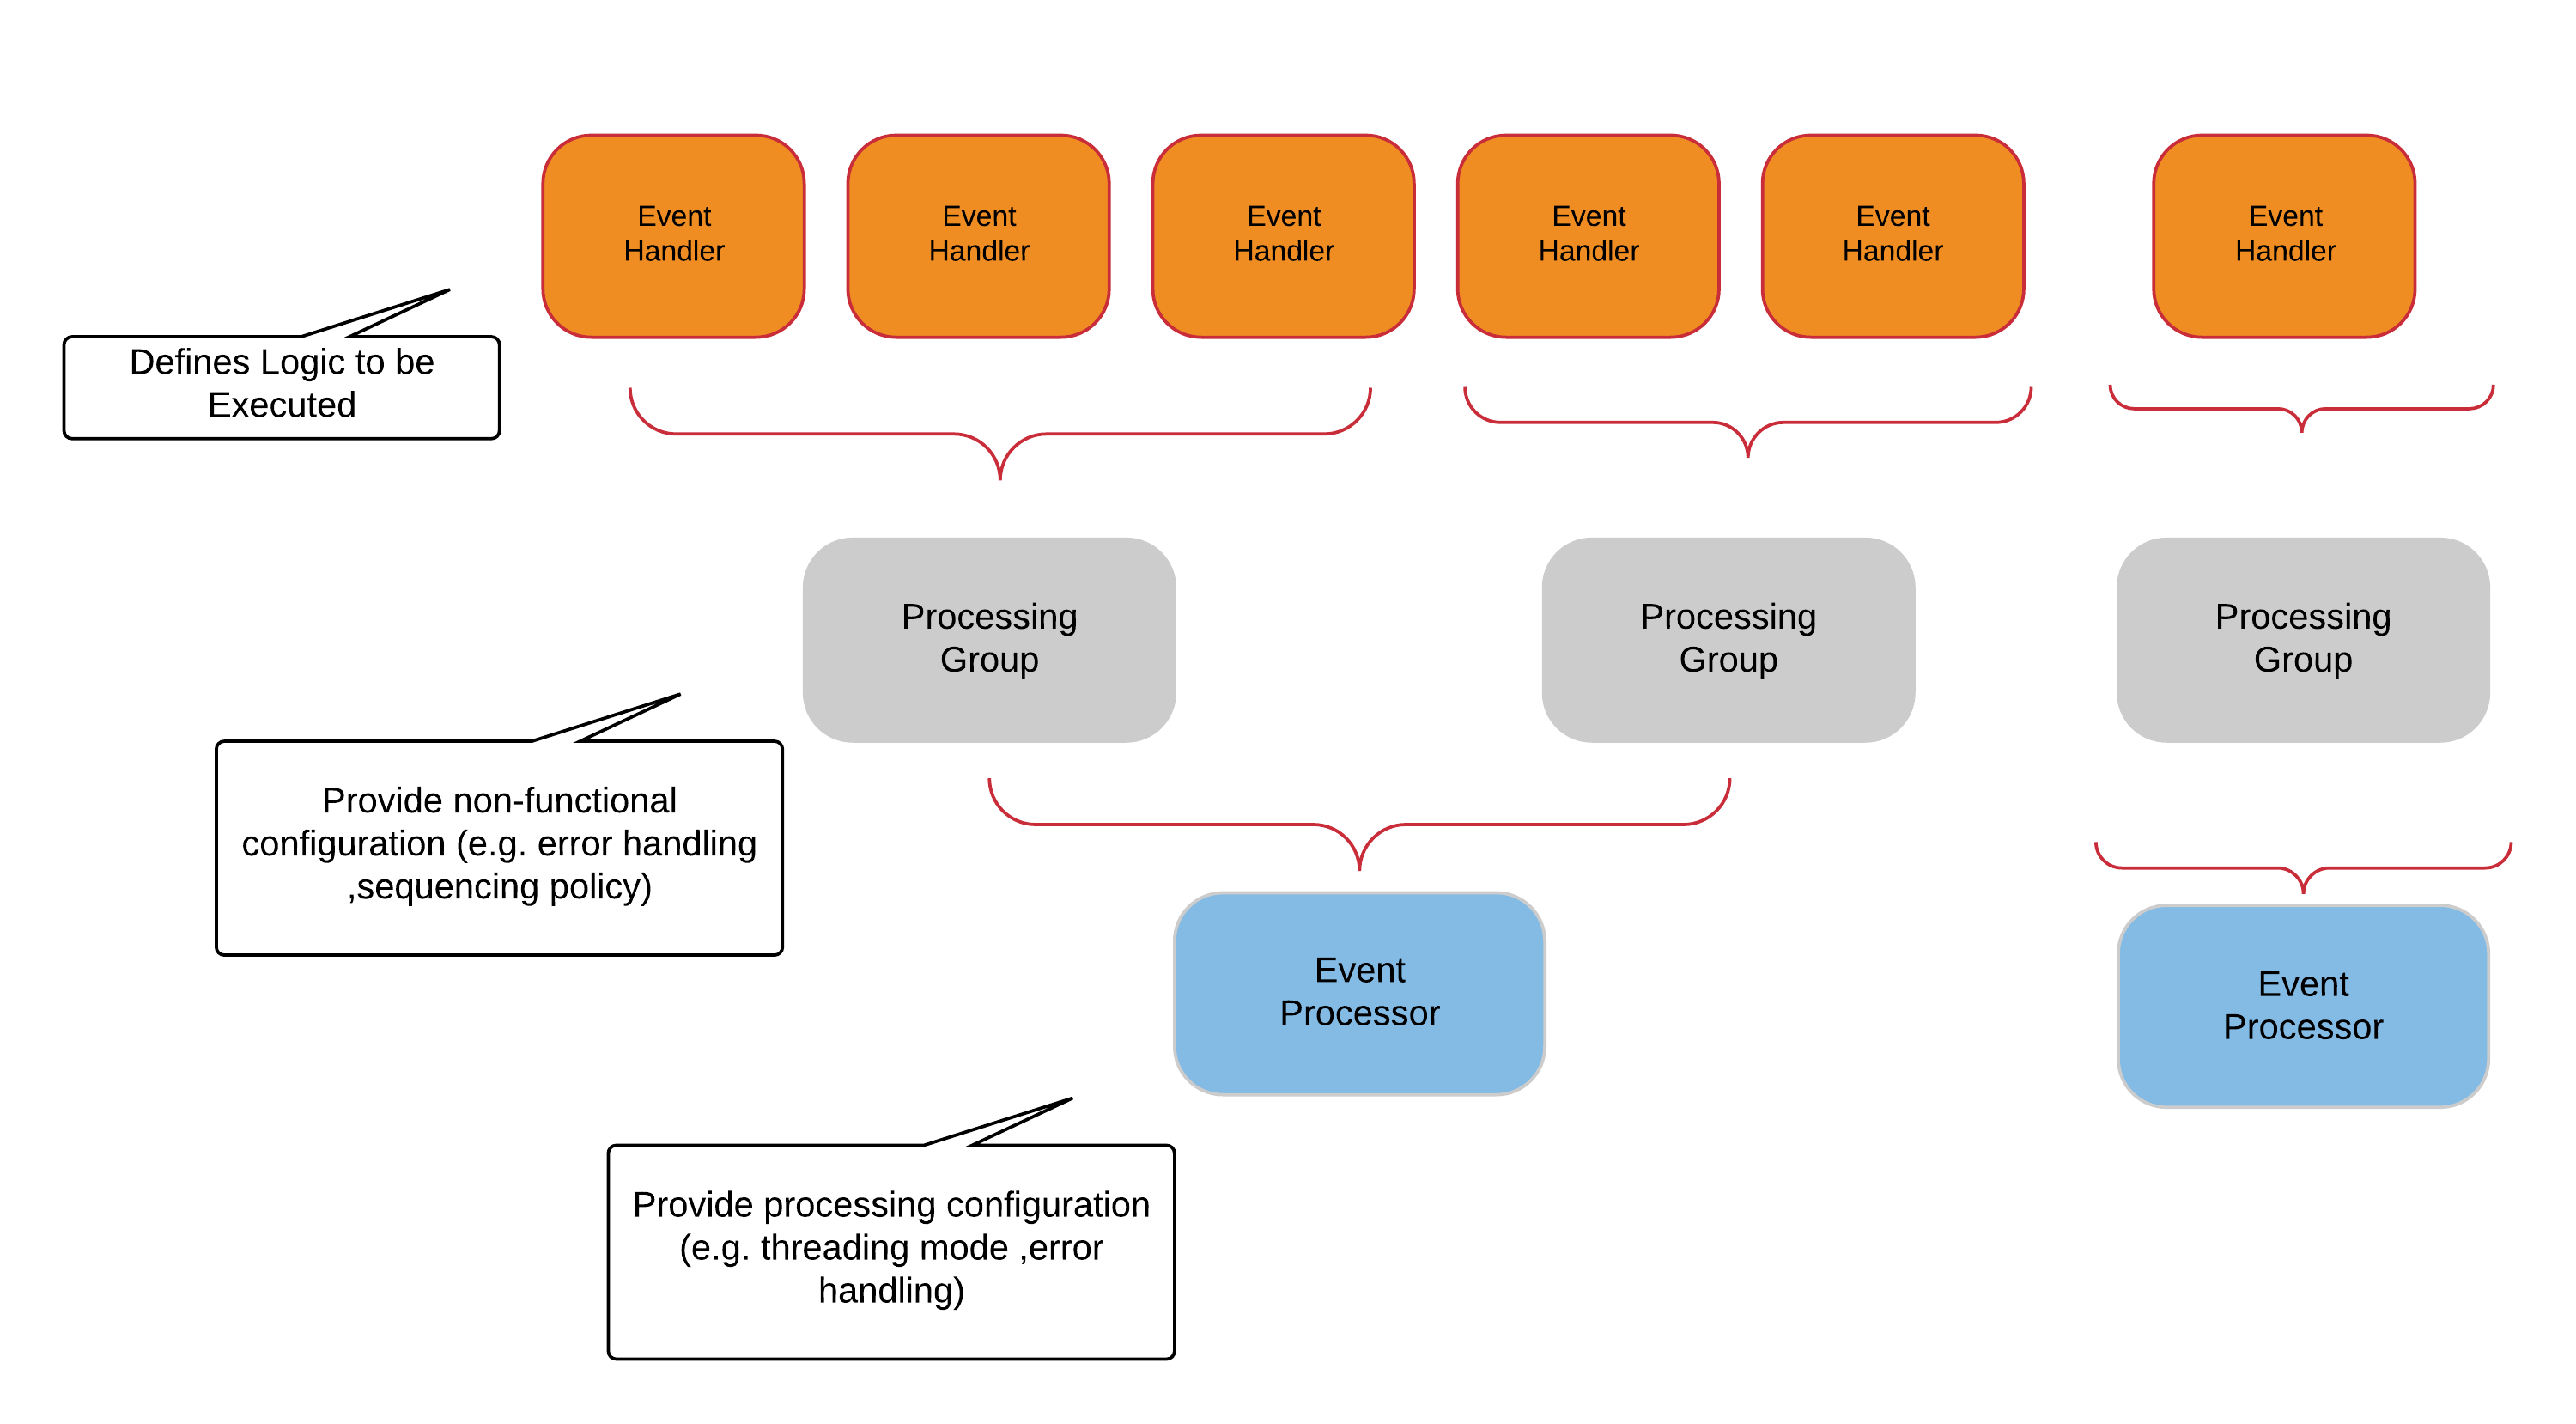 Event
Handler
Event
Handler
Event
Handler
Event
Handler
Event
Handler
Event
Handler
Defines Logic to be
Executed
Processing
Group
Processing
Group
Processing
Group
Provide non-functional
configuration (e.g. error handling
,sequencing policy)
Event
Processor
Event
Processor
Provide processing configuration
(e.g. threading mode ,error
handling)